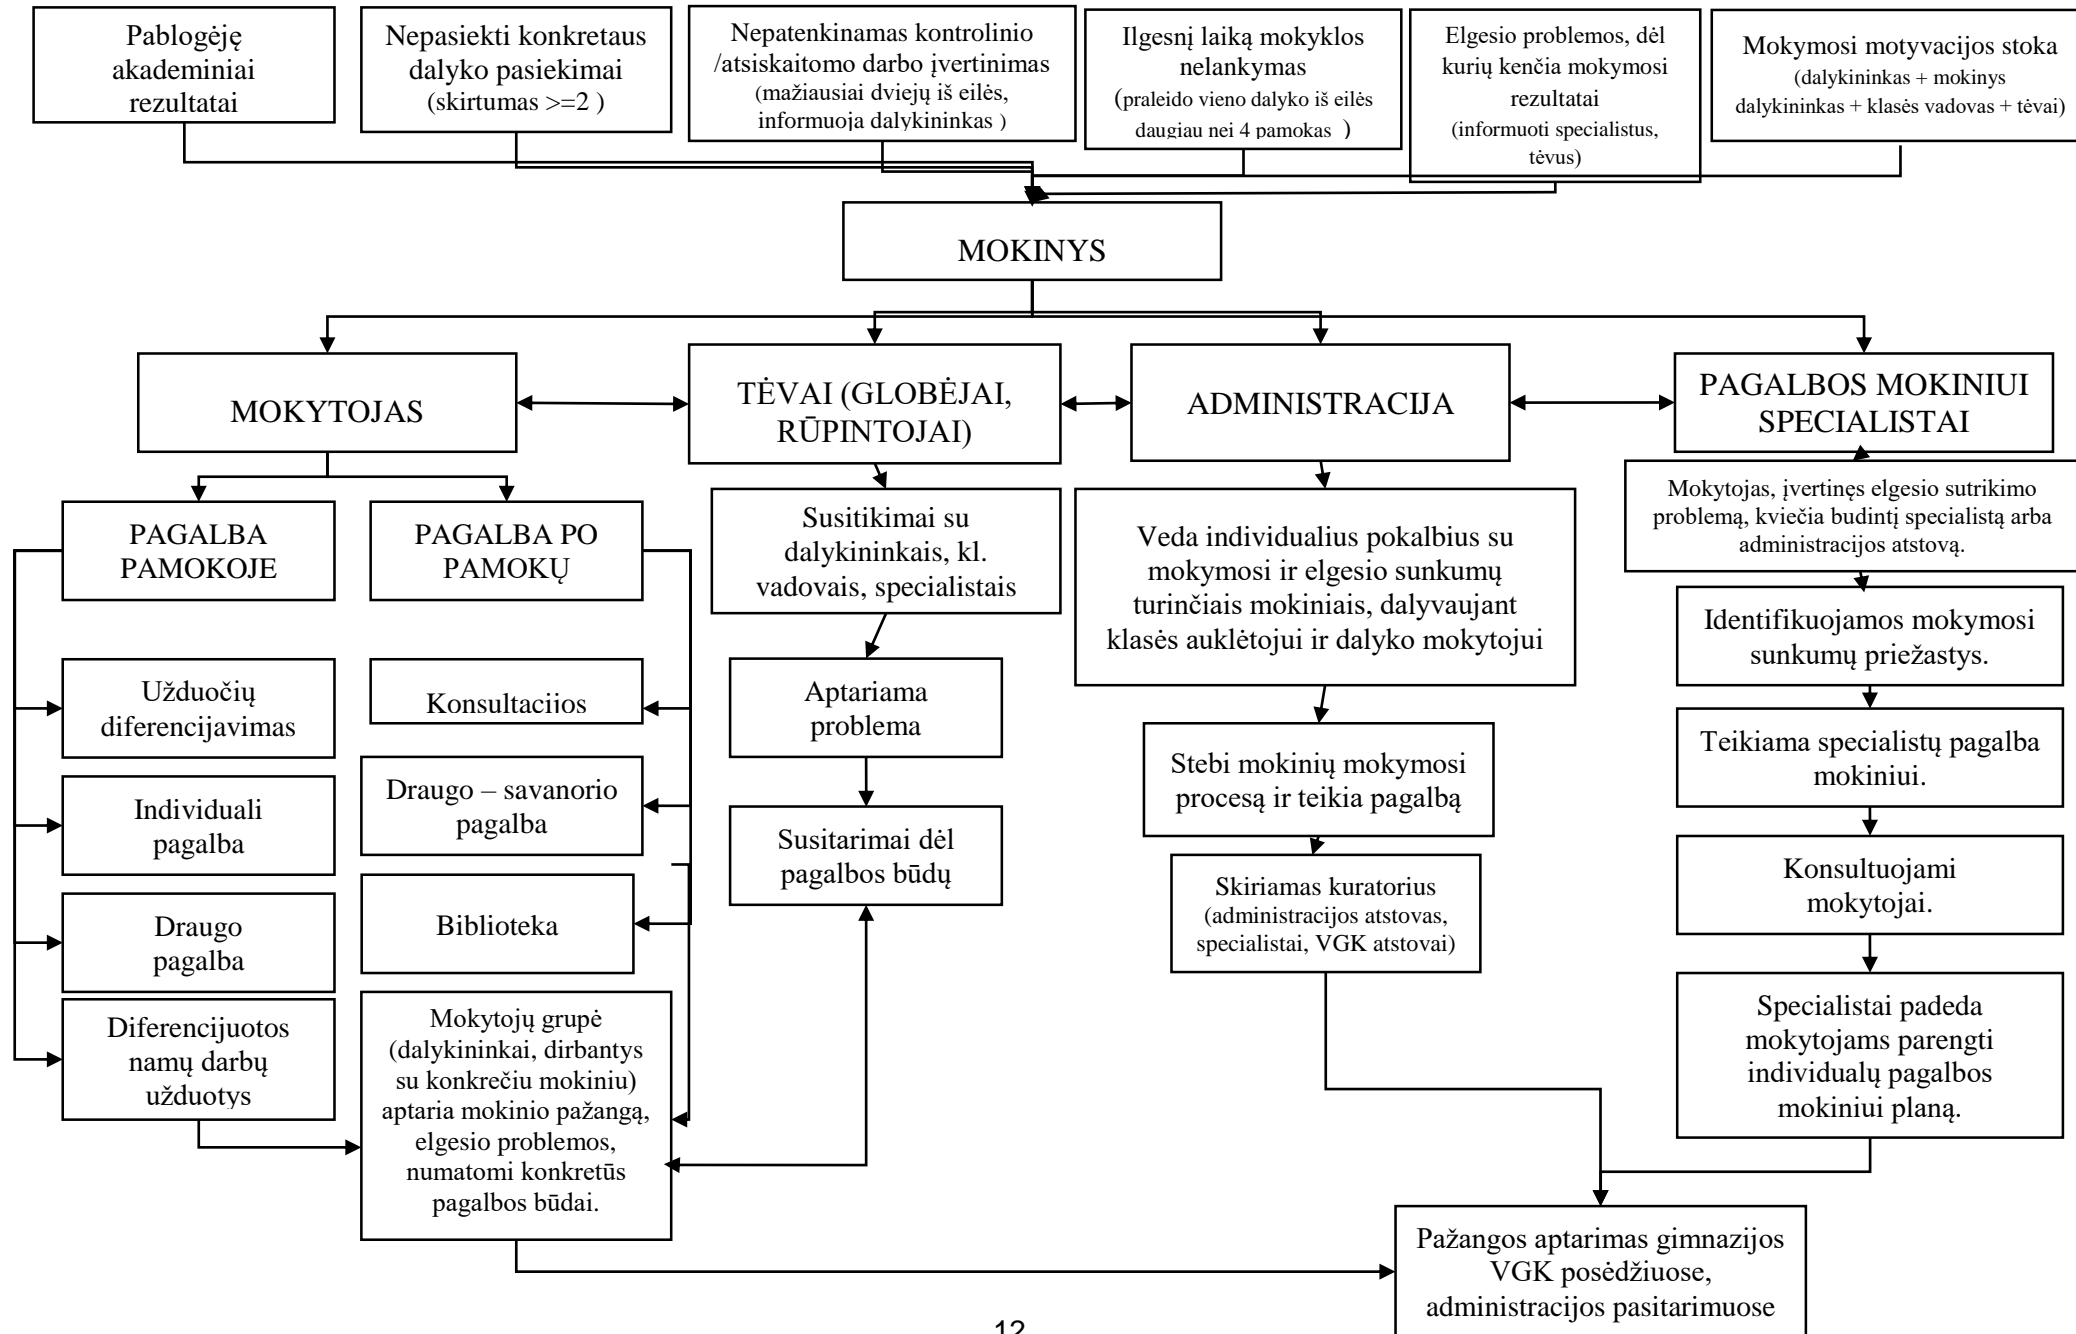 Pablogėję
akademiniai
rezultatai
Nepasiekti konkretaus
dalyko pasiekimai
(skirtumas >=2 )
Nepatenkinamas kontrolinio
/atsiskaitomo darbo įvertinimas
(mažiausiai dviejų iš eilės,
informuoja dalykininkas )
Ilgesnį laiką mokyklos
nelankymas
(praleido vieno dalyko iš eilės
daugiau nei 4 pamokas )
Elgesio problemos, dėl
kurių kenčia mokymosi
rezultatai
(informuoti specialistus,
tėvus)
Mokymosi motyvacijos stoka
(dalykininkas + mokinys
dalykininkas + klasės vadovas + tėvai)
MOKINYS
MOKYTOJAS
TĖVAI (GLOBĖJAI,
RŪPINTOJAI)
ADMINISTRACIJA
PAGALBOS MOKINIUI
SPECIALISTAI
PAGALBA
PAMOKOJE
PAGALBA PO
PAMOKŲ
Susitikimai su
dalykininkais, kl.
vadovais, specialistais
Veda individualius pokalbius su
mokymosi ir elgesio sunkumų
turinčiais mokiniais, dalyvaujant
klasės auklėtojui ir dalyko mokytojui
Mokytojas, įvertinęs elgesio sutrikimo
problemą, kviečia budintį specialistą arba
administracijos atstovą.
Identifikuojamos mokymosi
sunkumų priežastys.
Užduočių
diferencijavimas
Konsultacijos
Aptariama
problema
Stebi mokinių mokymosi
procesą ir teikia pagalbą
Teikiama specialistų pagalba
mokiniui.
Individuali
pagalba
Draugo – savanorio
pagalba
Susitarimai dėl
pagalbos būdų
Skiriamas kuratorius
(administracijos atstovas,
specialistai, VGK atstovai)
Konsultuojami
mokytojai.
Draugo
pagalba
Biblioteka
Diferencijuotos
namų darbų
užduotys
Mokytojų grupė
(dalykininkai, dirbantys
su konkrečiu mokiniu)
aptaria mokinio pažangą,
elgesio problemos,
numatomi konkretūs
pagalbos būdai.
Specialistai padeda
mokytojams parengti
individualų pagalbos
mokiniui planą.
Pažangos aptarimas gimnazijos
VGK posėdžiuose,
administracijos pasitarimuose
12